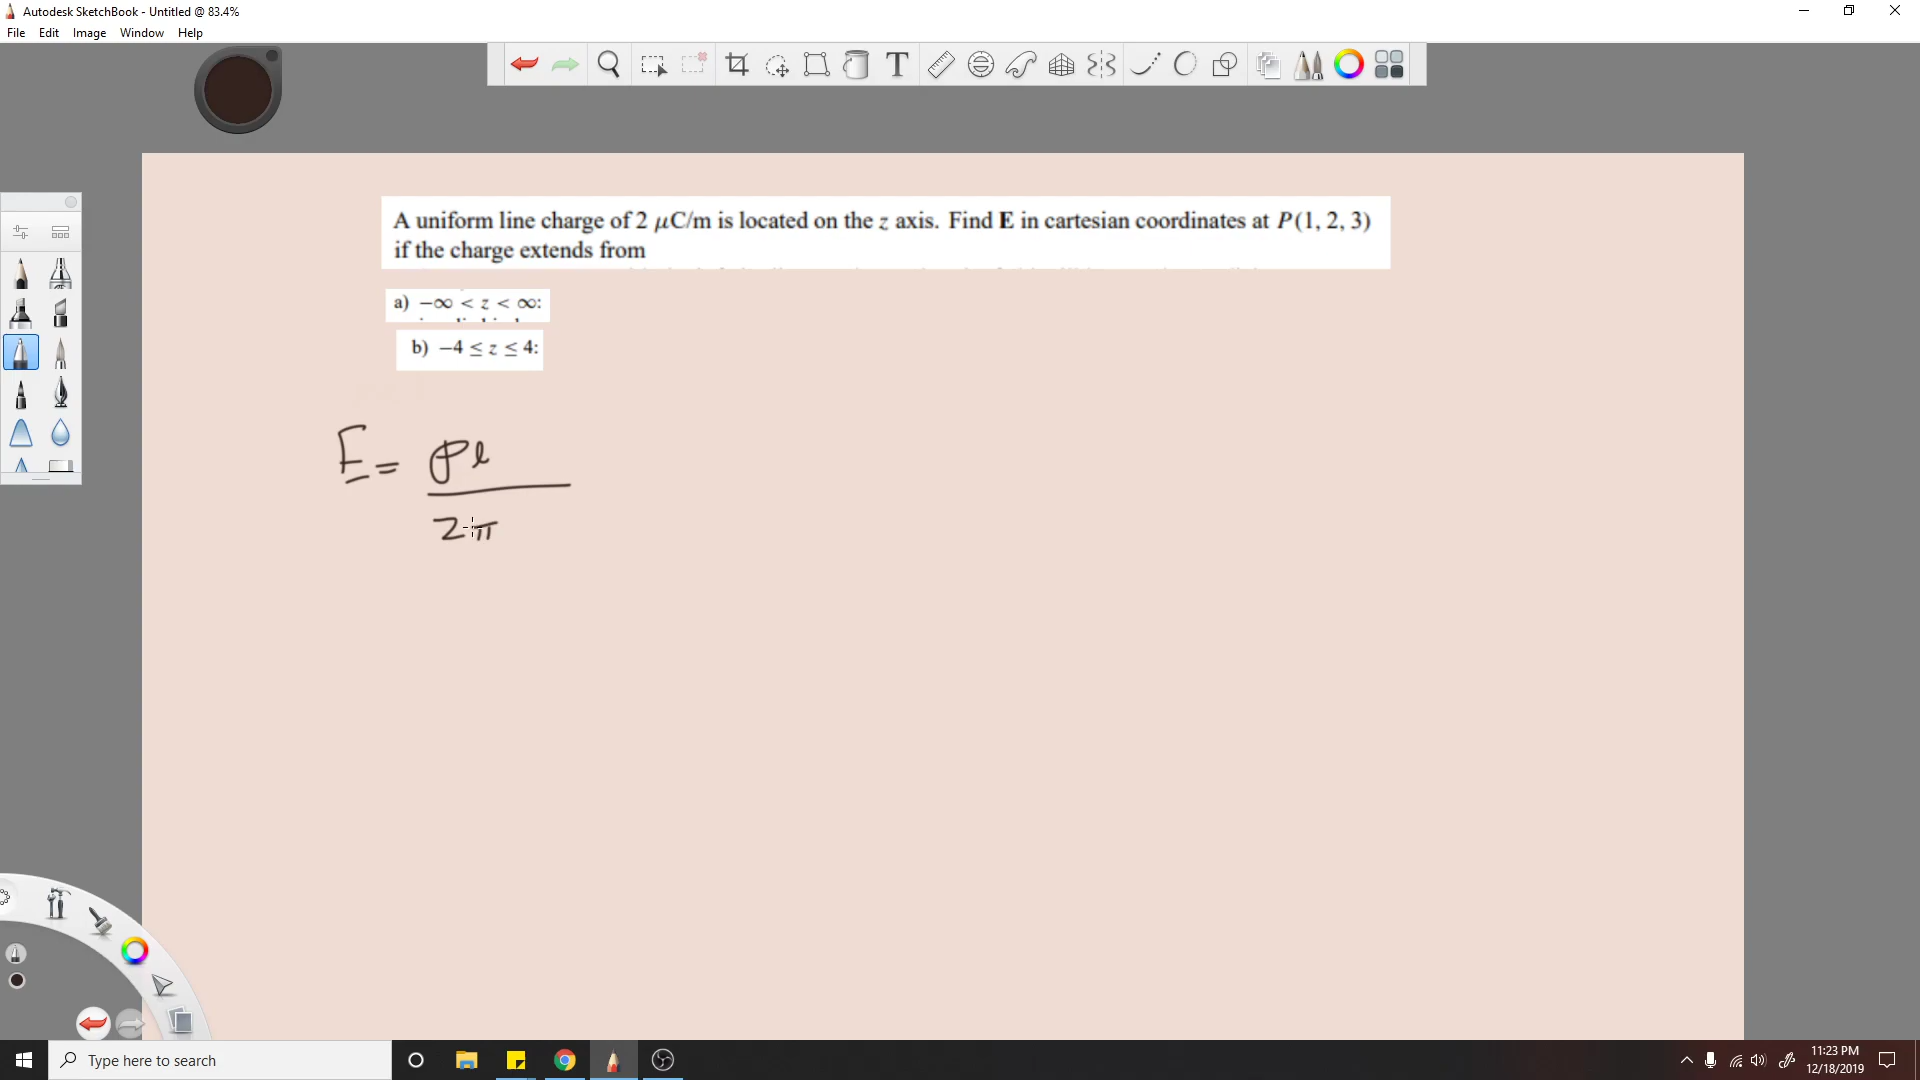 Autodesk SketchBook - Untitled @ 83.4%
File Edit Image Window Help
T
A uniform line charge of 2 μC/m is located on the z axis. Find E in cartesian coordinates at P(1, 2, 3)
if the charge extends from
a) −∞ < z < ∞:
b) −4 ≤ z ≤ 4:
E = ρl
2π
Type here to search
11:23 PM
12/18/2019